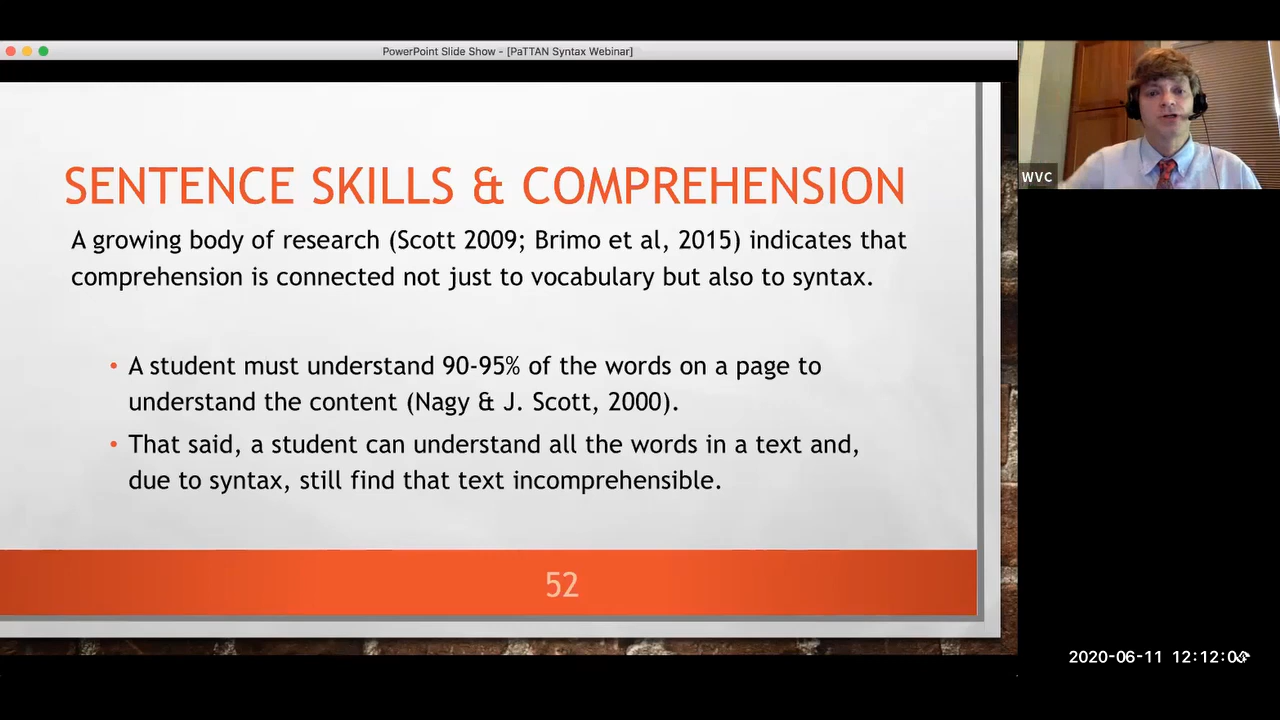 PowerPoint Slide Show - [PaTTAN Syntax Webinar]
SENTENCE SKILLS & COMPREHENSION
A growing body of research (Scott 2009; Brimo et al, 2015) indicates that
comprehension is connected not just to vocabulary but also to syntax.
• A student must understand 90-95% of the words on a page to
understand the content (Nagy & J. Scott, 2000).
• That said, a student can understand all the words in a text and,
due to syntax, still find that text incomprehensible.
52
WVC
2020-06-11